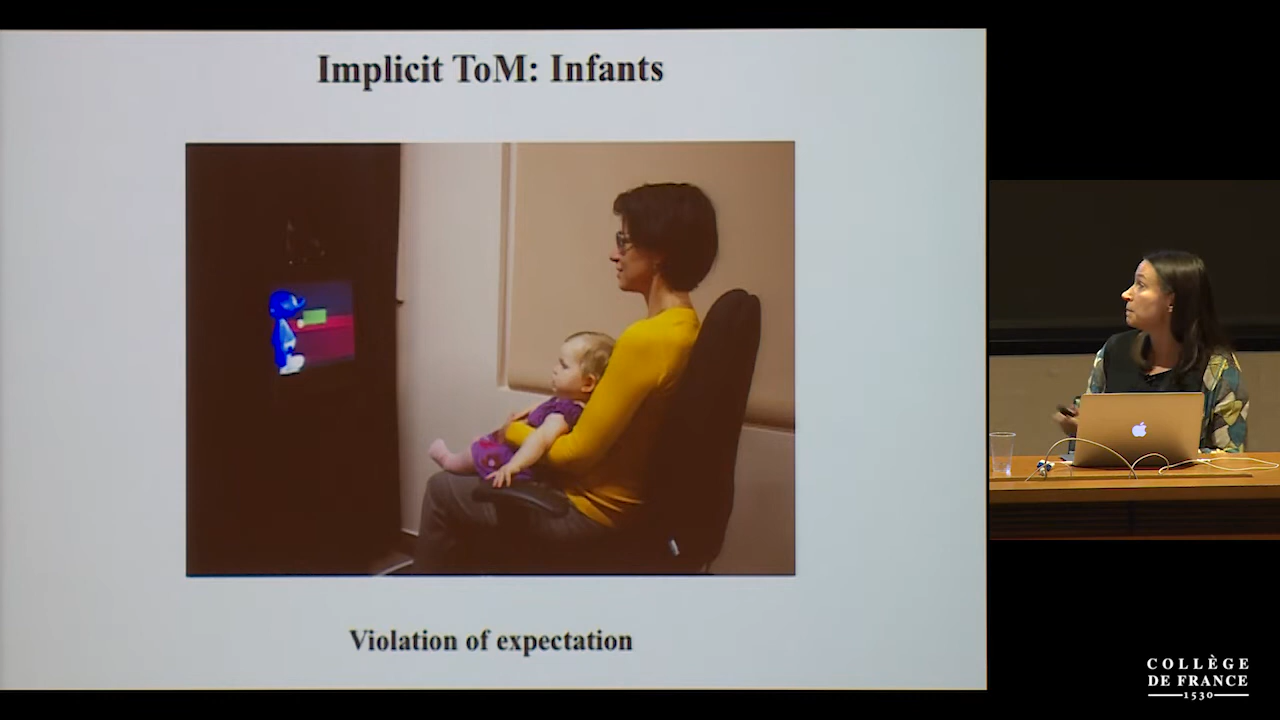 Implicit ToM: Infants
Violation of expectation
COLLÈGE
DE FRANCE
1530